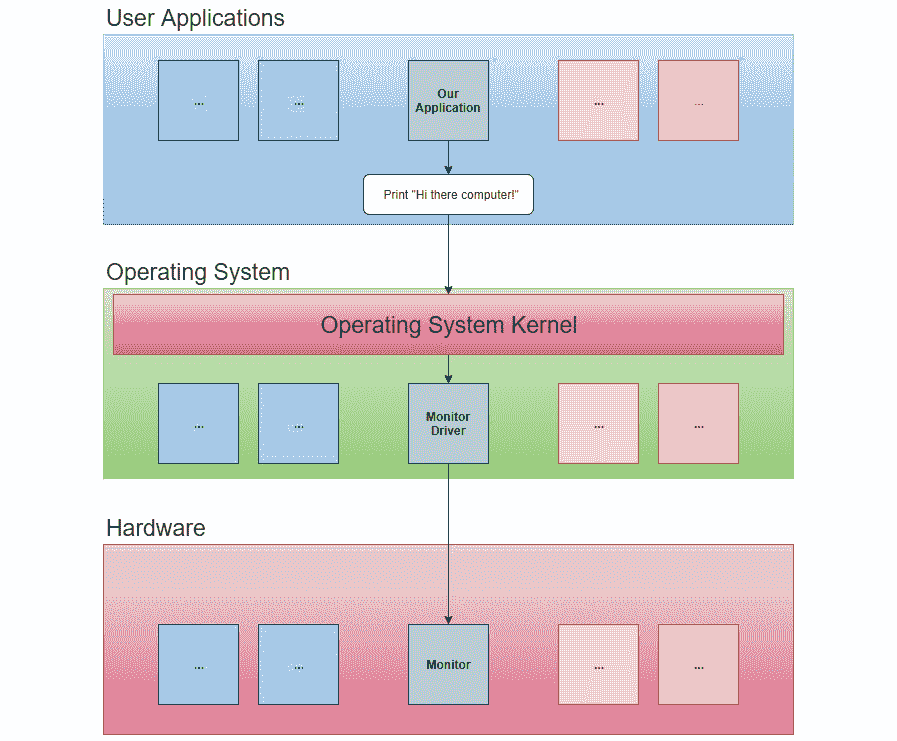 User Applications
...
...
Our
Application
...
...
Print "Hi there computer!"
Operating System
Operating System Kernel
...
...
Monitor
Driver
...
...
Hardware
...
...
Monitor
...
...